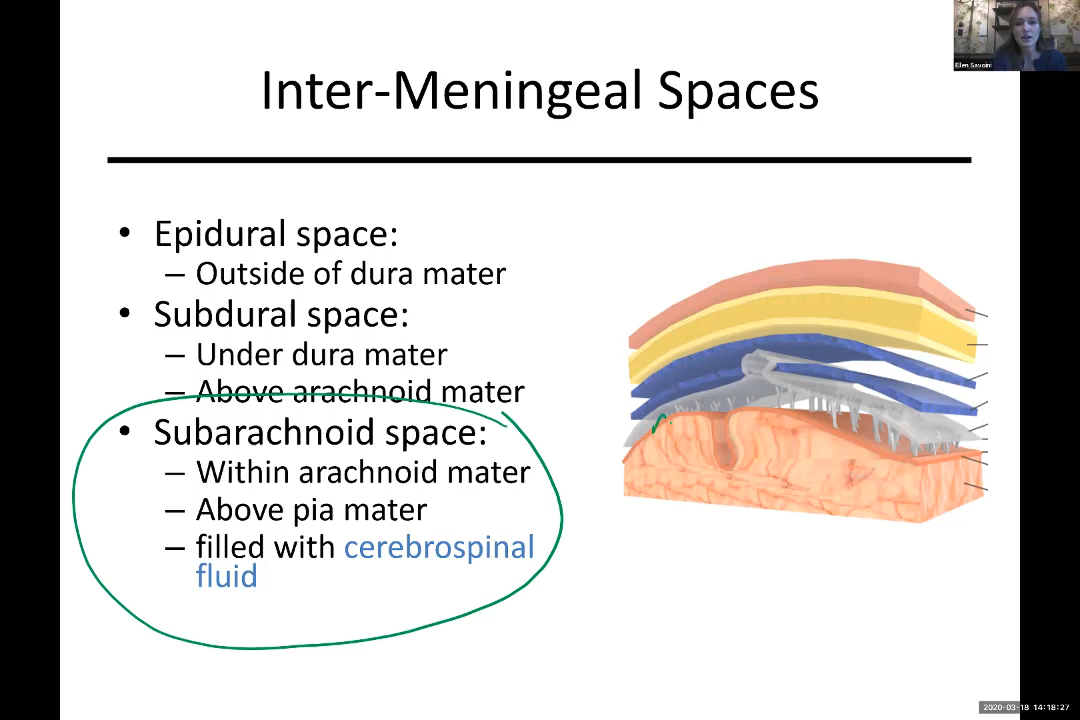 Inter-Meningeal Spaces
• Epidural space:
– Outside of dura mater
• Subdural space:
– Under dura mater
– Above arachnoid mater
• Subarachnoid space:
– Within arachnoid mater
– Above pia mater
– filled with cerebrospinal
fluid
Ellen Savoini
2020-03-18 14:18:27